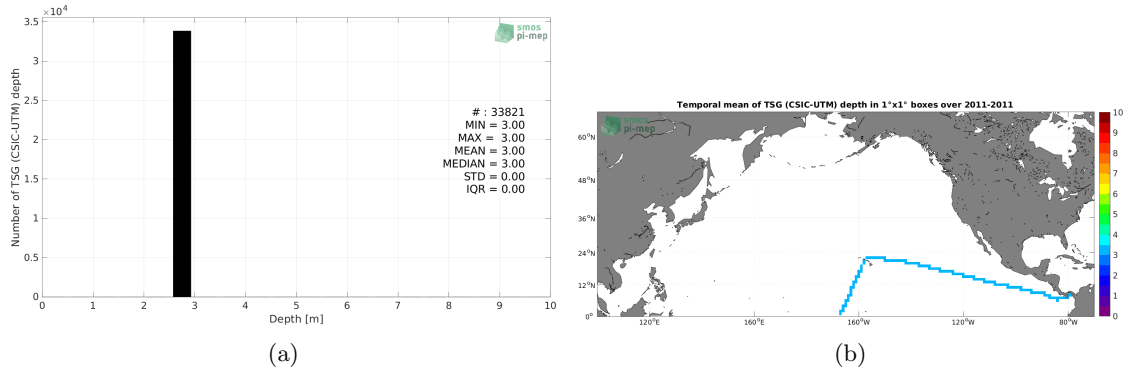 3.5 ×10⁴
smos
pi-mep
3
2.5
2
1.5
1
0.5
0
Number of TSG (CSIC-UTM) depth
# : 33821
MIN = 3.00
MAX = 3.00
MEAN = 3.00
MEDIAN = 3.00
STD = 0.00
IQR = 0.00
0 1 2 3 4 5 6 7 8 9 10
Depth [m]
(a)
Temporal mean of TSG (CSIC-UTM) depth in 1°x1° boxes over 2011-2011
smos
pi-mep
60°N
48°N
36°N
24°N
12°N
0°
120°E 160°E 160°W 120°W 80°W
10
9
8
7
6
5
4
3
2
1
0
(b)